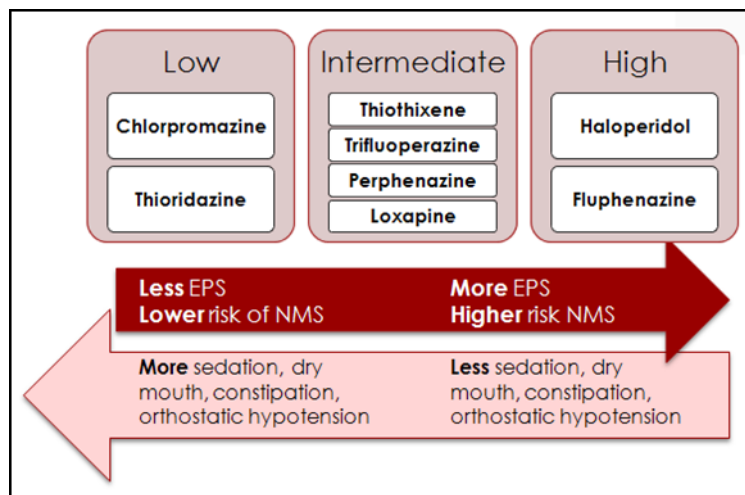 Low
Intermediate
High
Chlorpromazine
Thioridazine
Thiothixene
Trifluoperazine
Perphenazine
Loxapine
Haloperidol
Fluphenazine
Less EPS
Lower risk of NMS
More EPS
Higher risk NMS
More sedation, dry
mouth, constipation,
orthostatic hypotension
Less sedation, dry
mouth, constipation,
orthostatic hypotension